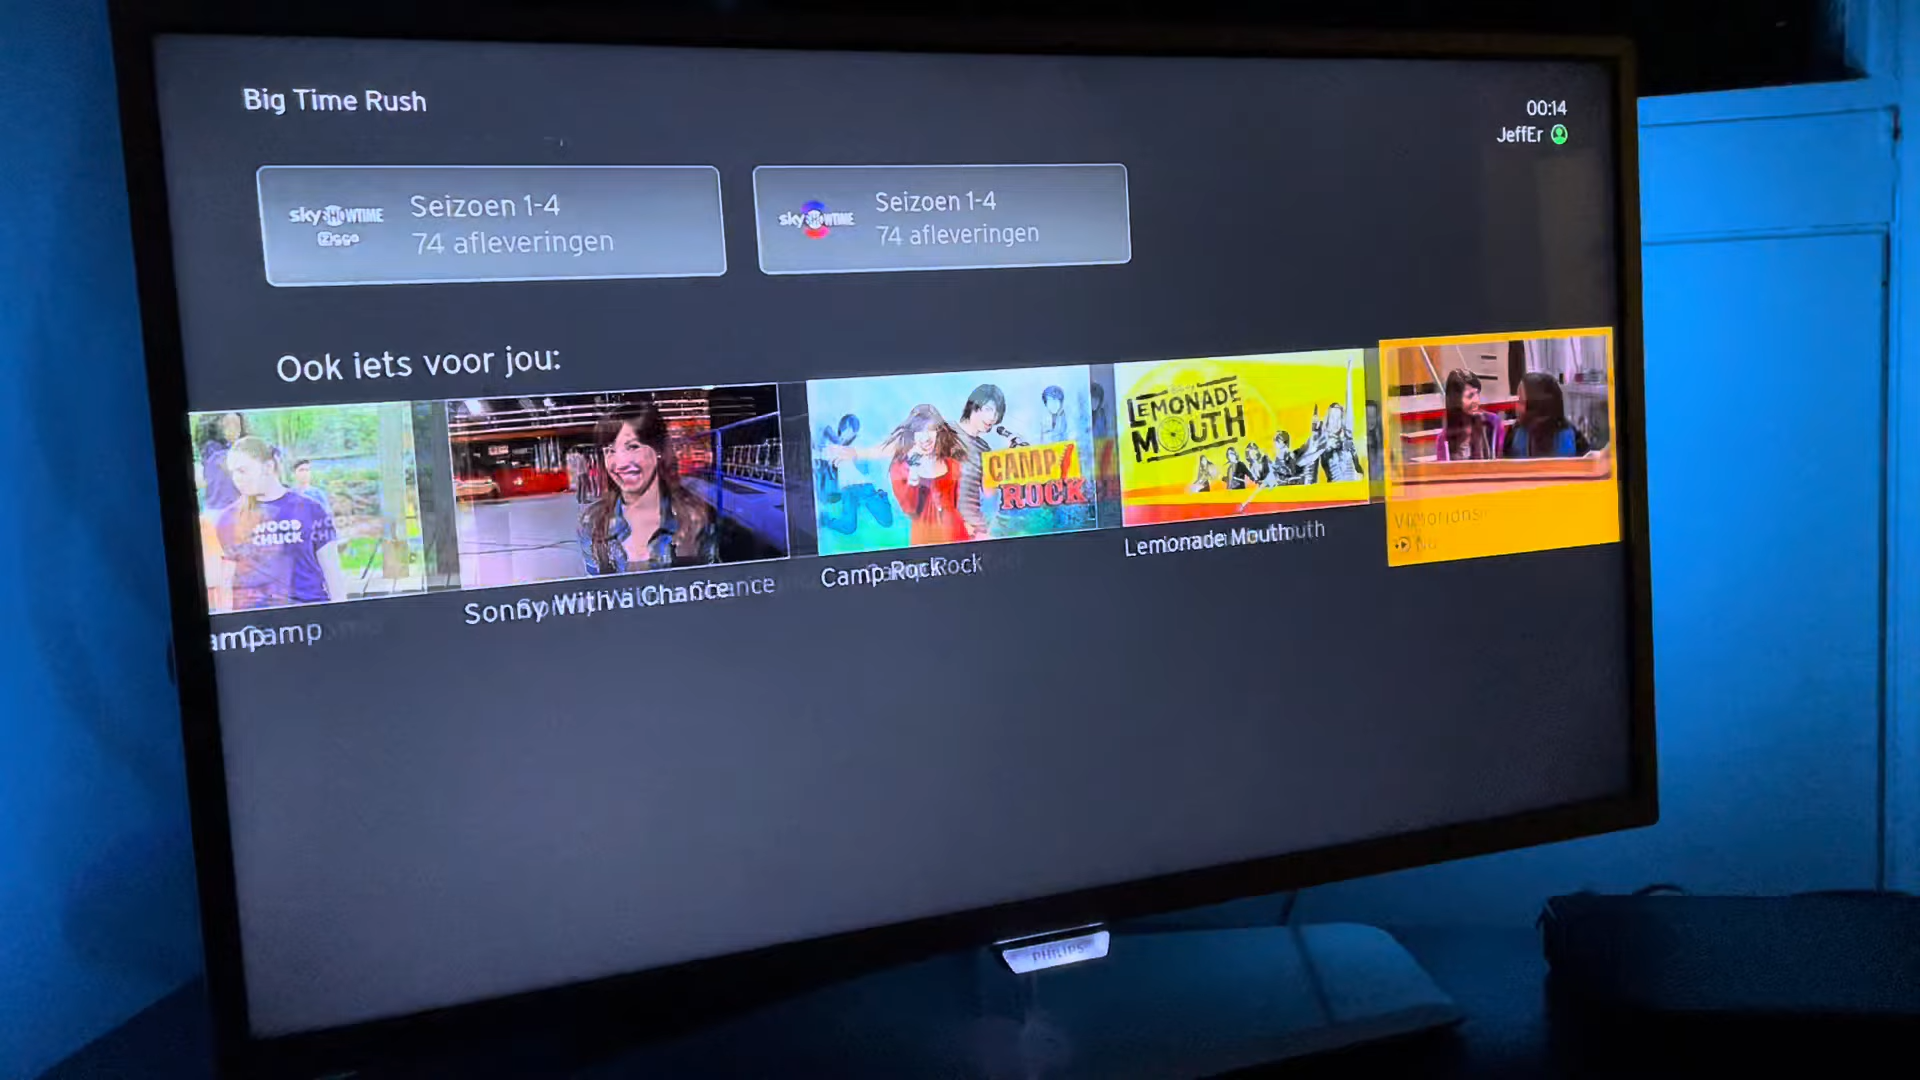 Big Time Rush
00:14
JeffEr
sky SHOWTIME
Ziggo
Seizoen 1-4
74 afleveringen
sky SHOWTIME
Seizoen 1-4
74 afleveringen
Ook iets voor jou:
WOOD
CHUCK
CAMP
ROCK
LEMONADE
MOUTH
Camp
Sonny With a Chance
Camp Rock
Lemonade Mouth
PHILIPS